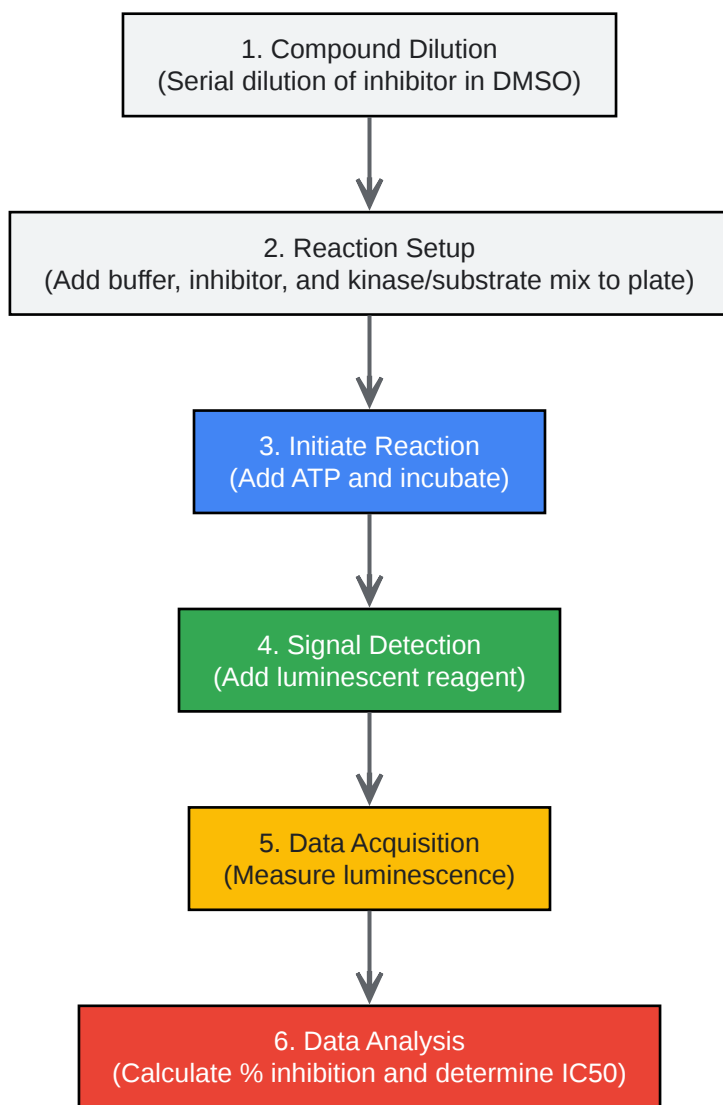 1. Compound Dilution
(Serial dilution of inhibitor in DMSO)
2. Reaction Setup
(Add buffer, inhibitor, and kinase/substrate mix to plate)
3. Initiate Reaction
(Add ATP and incubate)
4. Signal Detection
(Add luminescent reagent)
5. Data Acquisition
(Measure luminescence)
6. Data Analysis
(Calculate % inhibition and determine IC50)